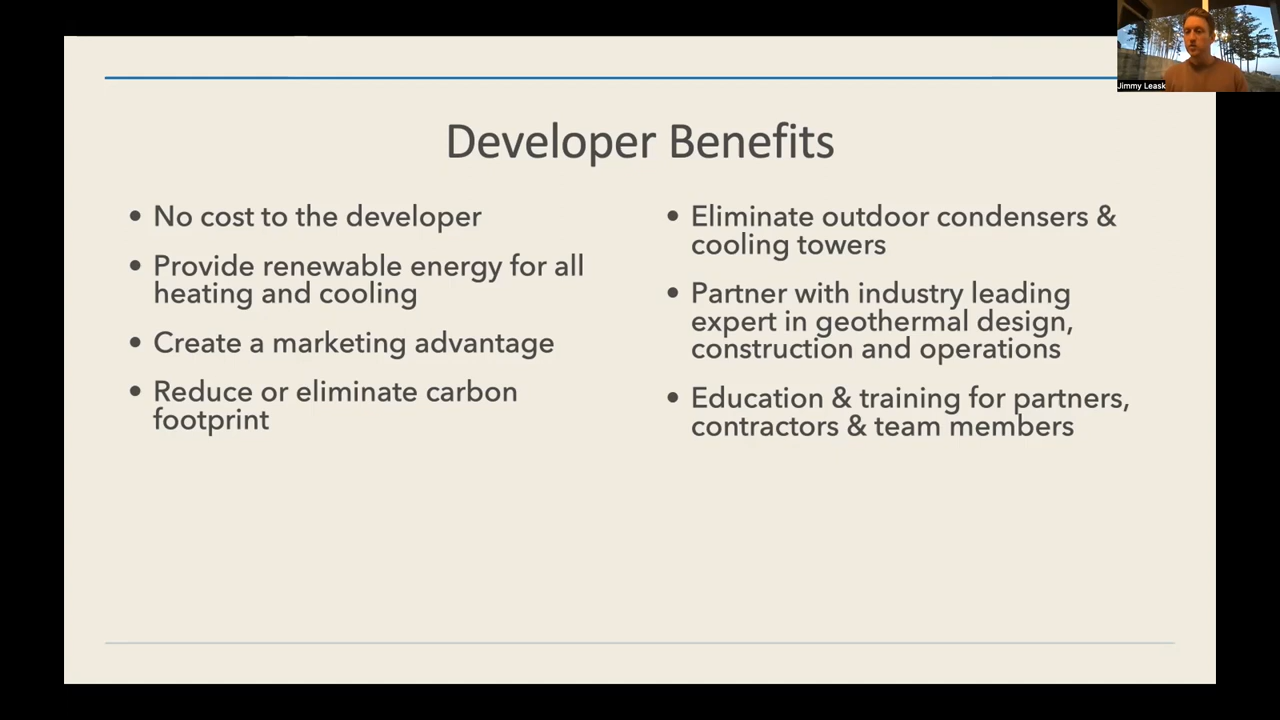 Jimmy Leask
Developer Benefits
• No cost to the developer
• Provide renewable energy for all
heating and cooling
• Create a marketing advantage
• Reduce or eliminate carbon
footprint
• Eliminate outdoor condensers &
cooling towers
• Partner with industry leading
expert in geothermal design,
construction and operations
• Education & training for partners,
contractors & team members